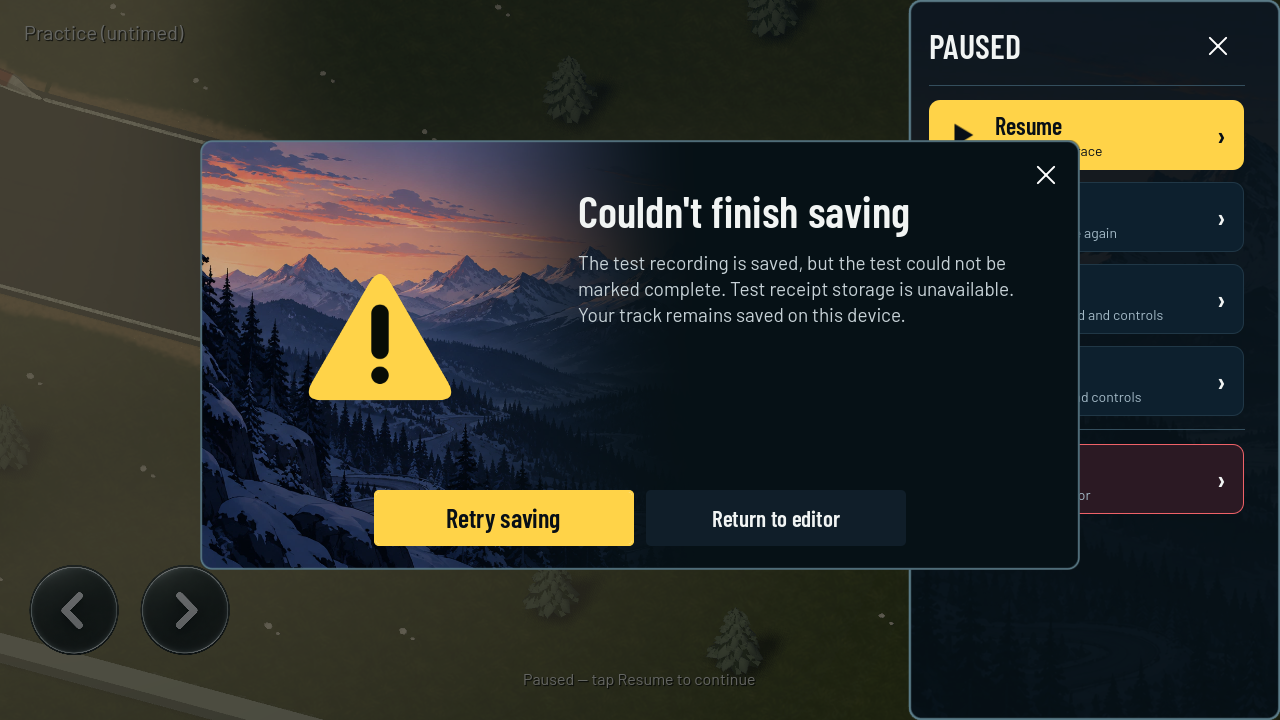 Practice (untimed)
PAUSED
Resume
ace
again
d and controls
d controls
or
Couldn't finish saving
The test recording is saved, but the test could not be
marked complete. Test receipt storage is unavailable.
Your track remains saved on this device.
Retry saving
Return to editor
Paused — tap Resume to continue